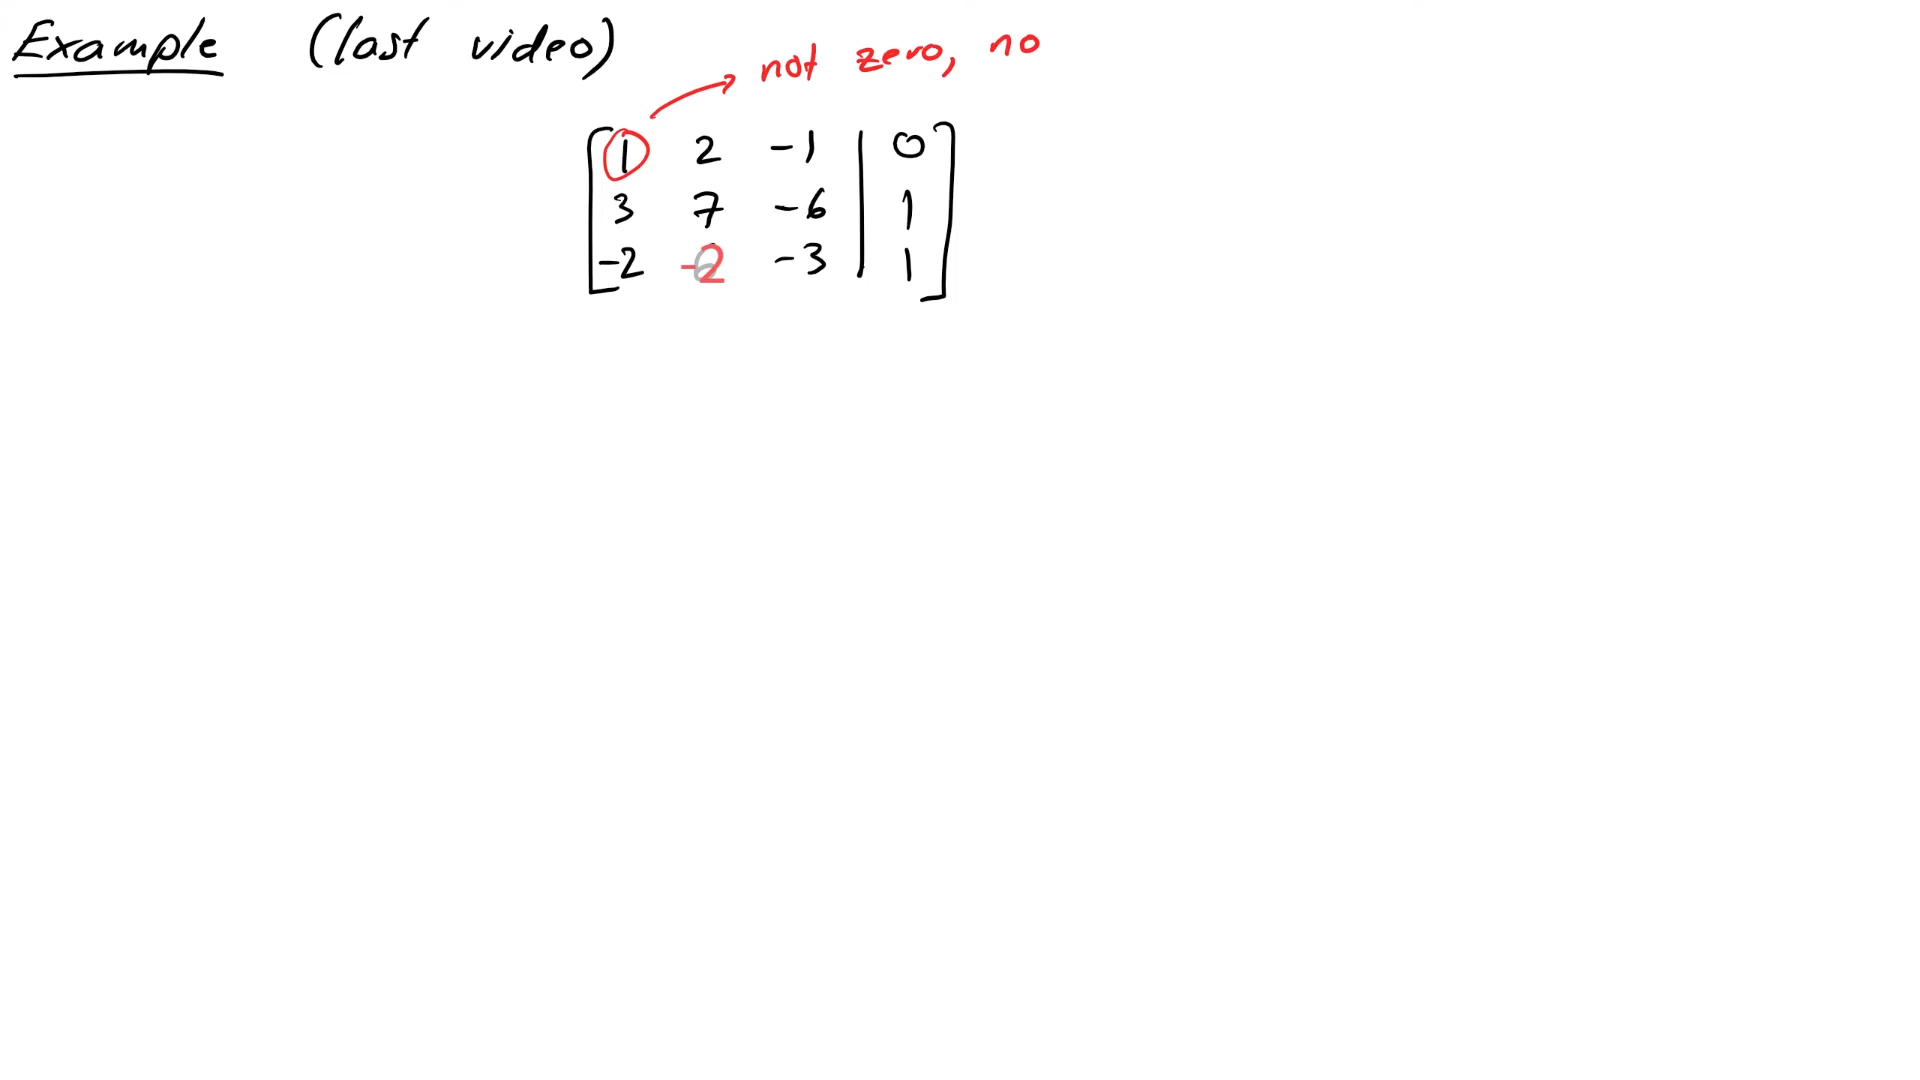 Example (last video)
not zero, no
1 2 -1 | 0
3 7 -6 | 1
-2 -2 -3 | 1